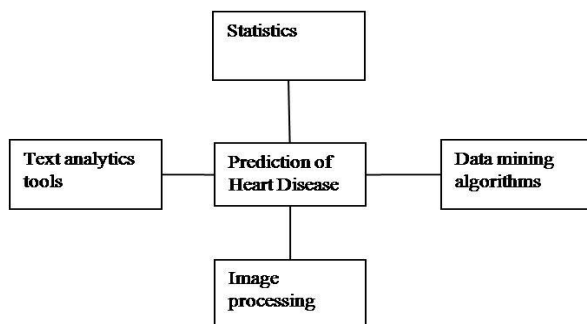 Statistics
Text analytics
tools
Prediction of
Heart Disease
Data mining
algorithms
Image
processing